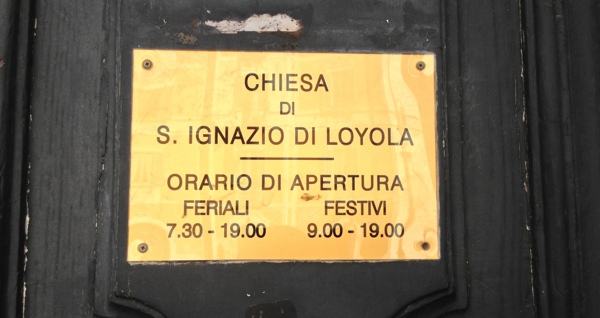 CHIESA
DI
S. IGNAZIO DI LOYOLA
ORARIO DI APERTURA
FERIALI FESTIVI
7.30 - 19.00 9.00 - 19.00